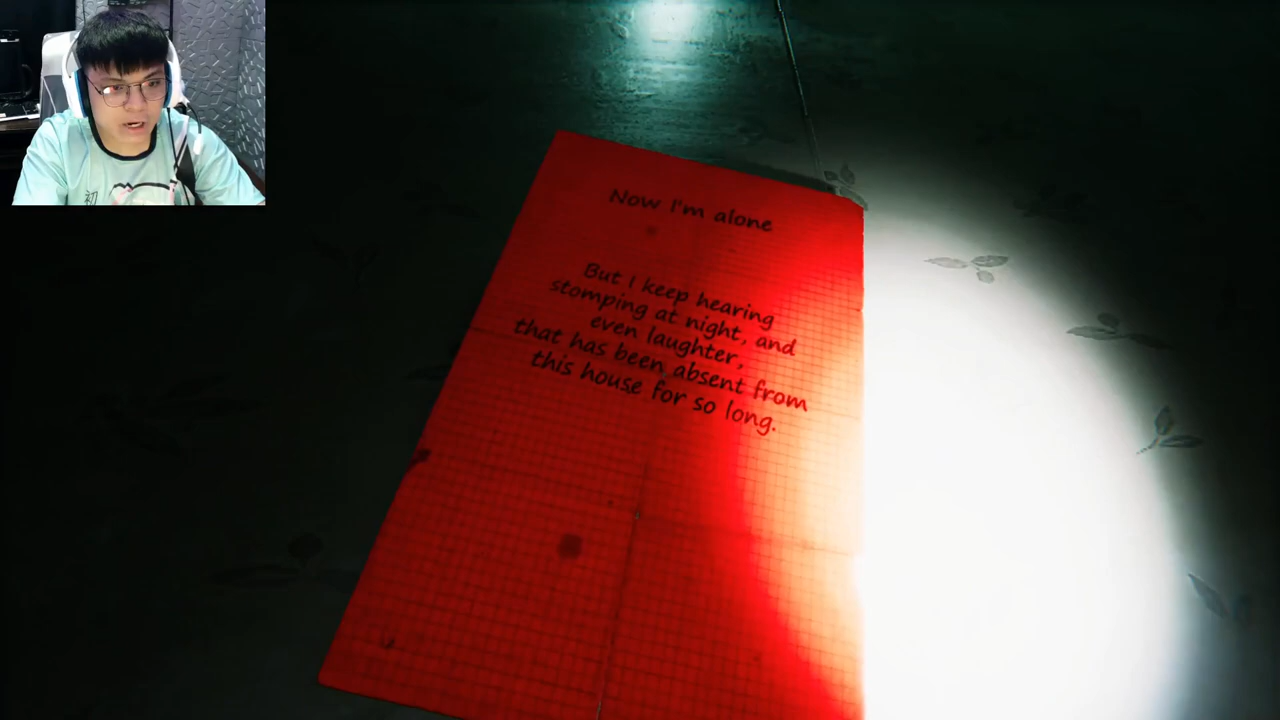 Now I'm alone
But I keep hearing
stomping at night, and
even laughter,
that has been absent from
this house for so long.
初